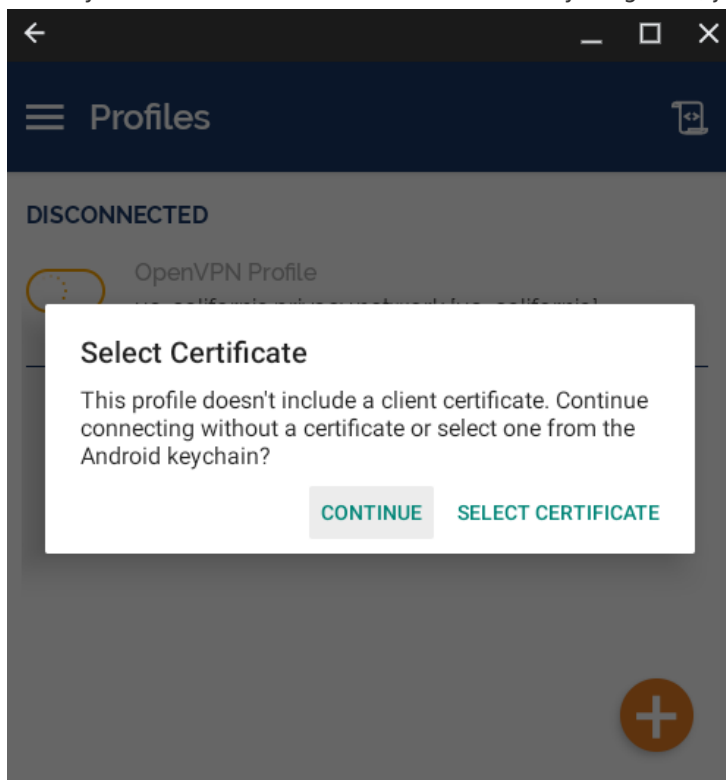 Profiles
DISCONNECTED
OpenVPN Profile
Select Certificate
This profile doesn't include a client certificate. Continue
connecting without a certificate or select one from the
Android keychain?
CONTINUE SELECT CERTIFICATE